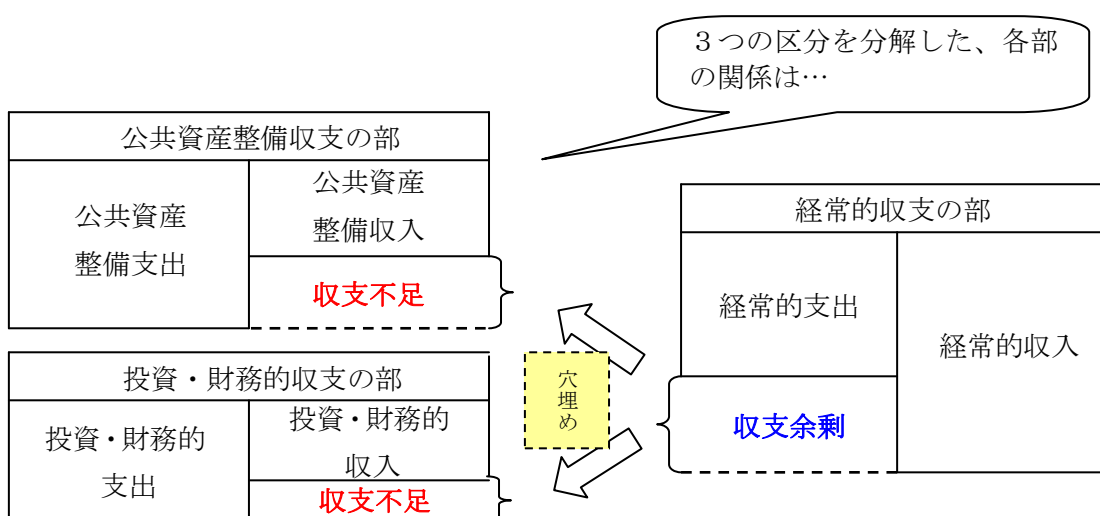 ３つの区分を分解した、各部
の関係は…
公共資産整備収支の部
公共資産
整備支出
公共資産
整備収入
収支不足
投資・財務的収支の部
投資・財務的
支出
投資・財務的
収入
収支不足
穴埋め
経常的収支の部
経常的支出
収支余剰
経常的収入